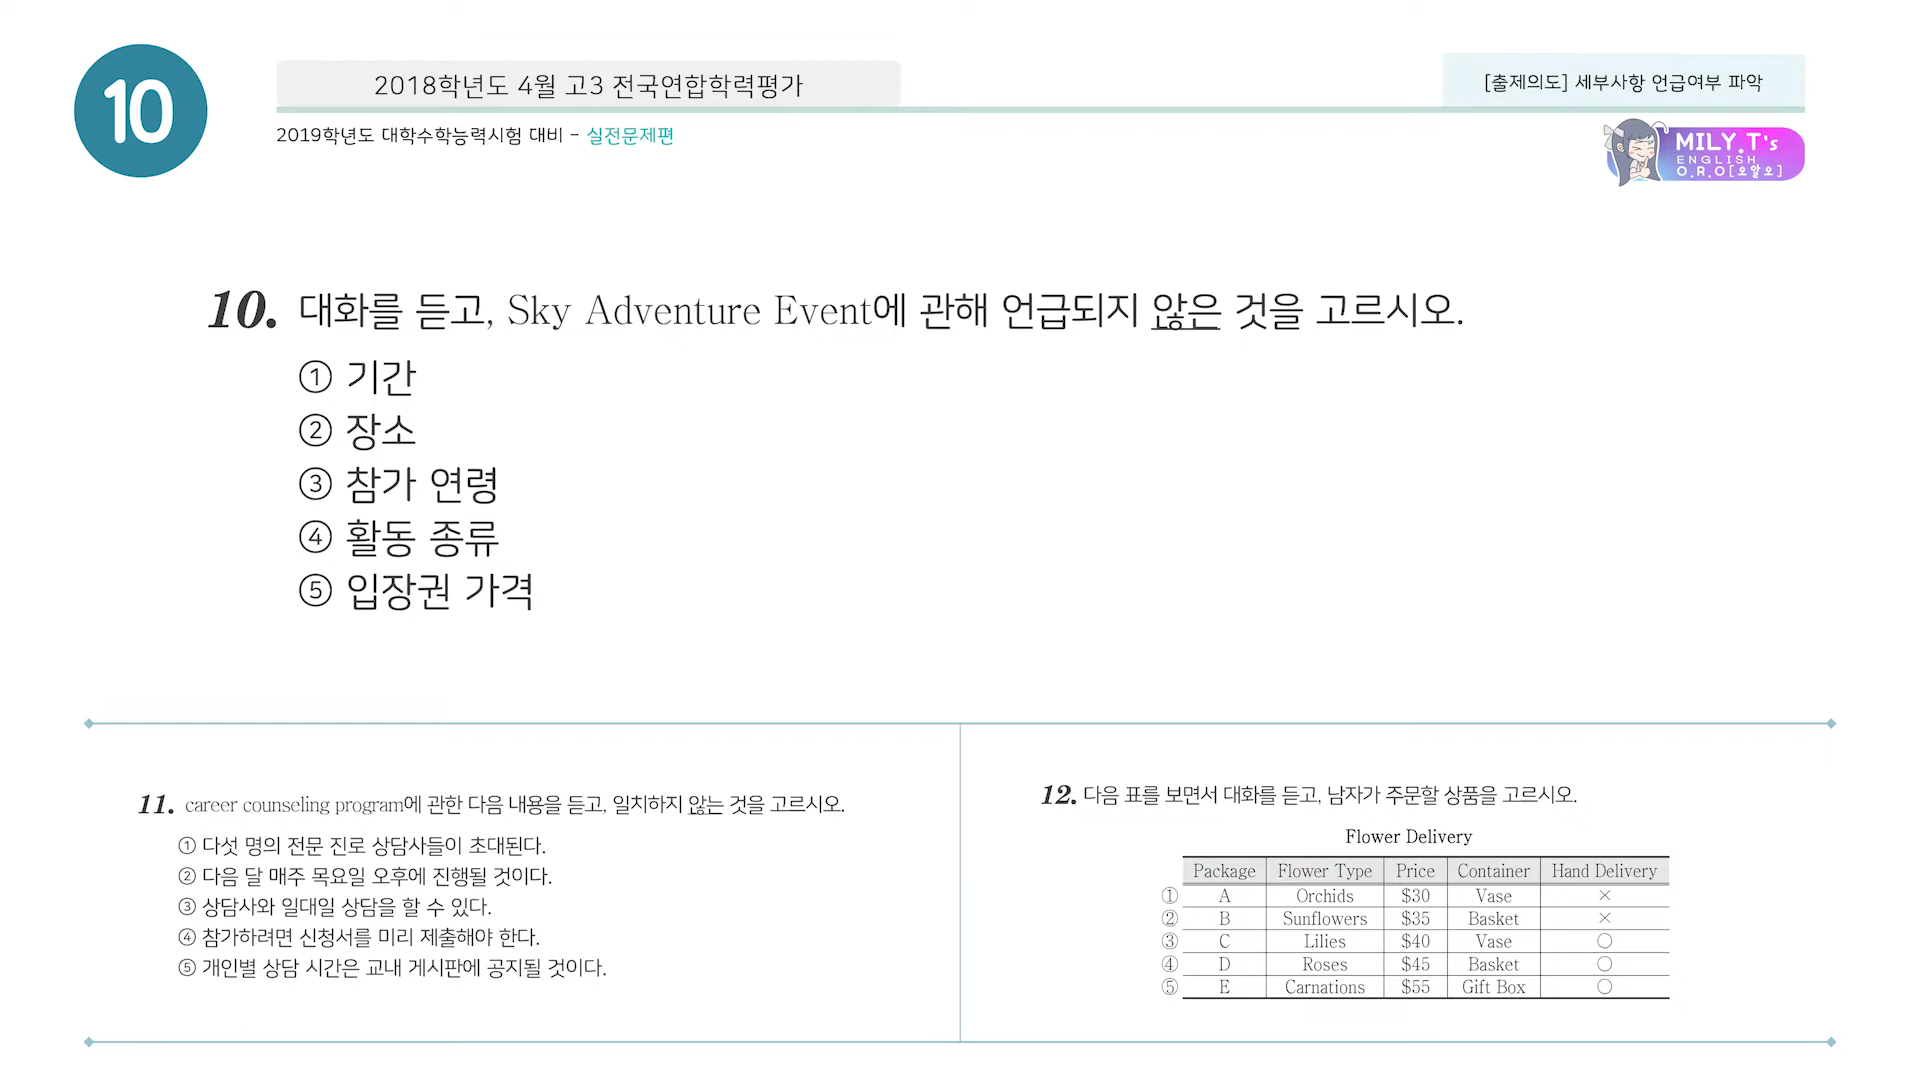 10
2018학년도 4월 고3 전국연합학력평가
[출제의도] 세부사항 언급여부 파악
2019학년도 대학수학능력시험 대비 - 실전문제편
MILY.T's
ENGLISH
O.R.O[오알오]
10. 대화를 듣고, Sky Adventure Event에 관해 언급되지 않은 것을 고르시오.
① 기간
② 장소
③ 참가 연령
④ 활동 종류
⑤ 입장권 가격
11. career counseling program에 관한 다음 내용을 듣고, 일치하지 않는 것을 고르시오.
① 다섯 명의 전문 진로 상담사들이 초대된다.
② 다음 달 매주 목요일 오후에 진행될 것이다.
③ 상담사와 일대일 상담을 할 수 있다.
④ 참가하려면 신청서를 미리 제출해야 한다.
⑤ 개인별 상담 시간은 교내 게시판에 공지될 것이다.
12. 다음 표를 보면서 대화를 듣고, 남자가 주문할 상품을 고르시오.
Flower Delivery
Package Flower Type Price Container Hand Delivery
① A Orchids $30 Vase ×
② B Sunflowers $35 Basket ×
③ C Lilies $40 Vase ○
④ D Roses $45 Basket ○
⑤ E Carnations $55 Gift Box ○